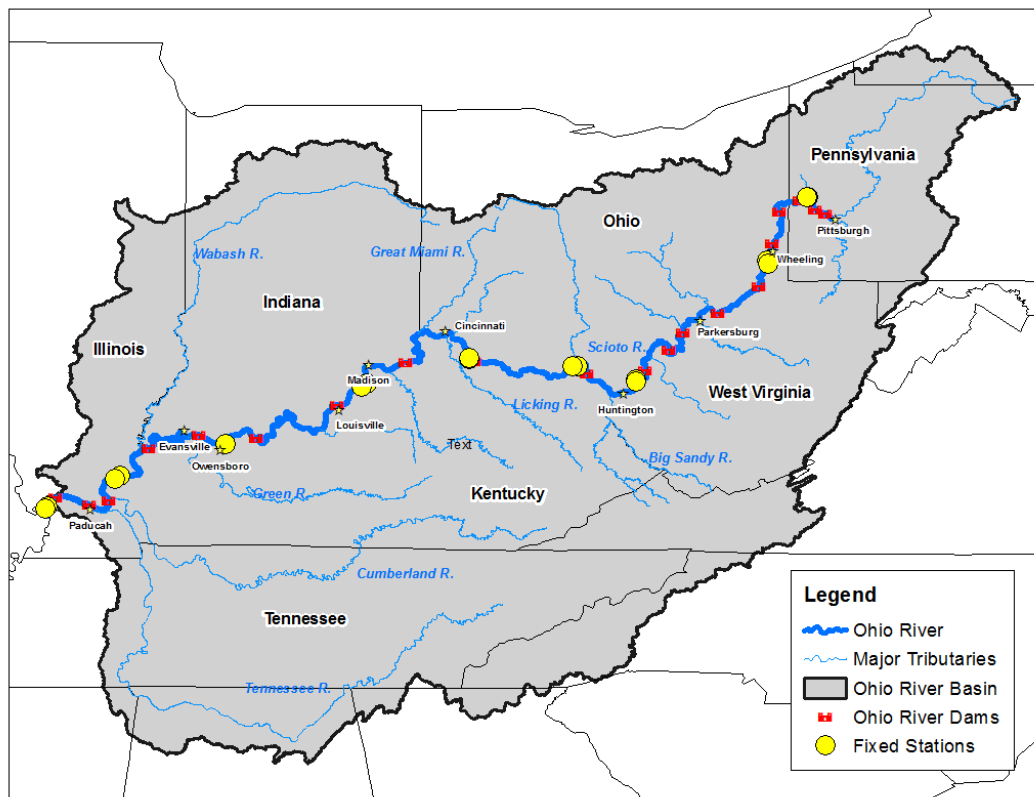 Pennsylvania
Ohio
Pittsburgh
Wabash R.
Great Miami R.
Wheeling
Indiana
Cincinnati
Parkersburg
Illinois
Scioto R.
Madison
West Virginia
Huntington
Licking R.
Louisville
Evansville
Text
Big Sandy R.
Owensboro
Green R.
Kentucky
Paducah
Cumberland R.
Tennessee
Tennessee R.
Legend
Ohio River
Major Tributaries
Ohio River Basin
Ohio River Dams
Fixed Stations